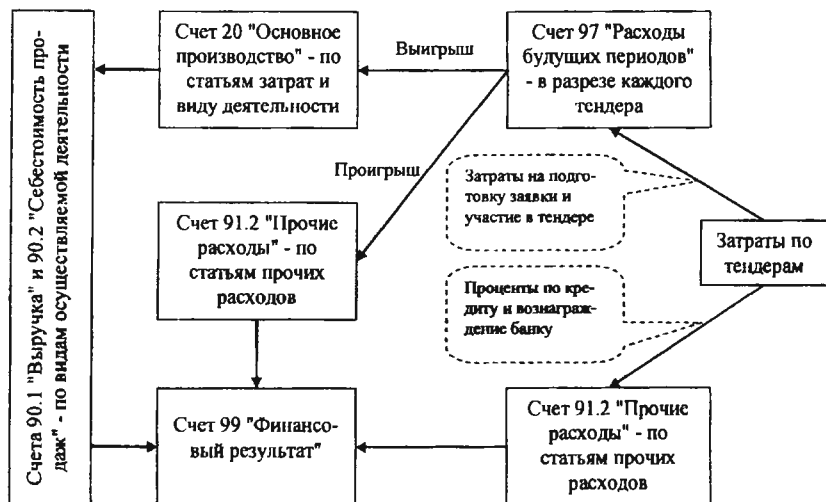 Счета 90.1 "Выручка" и 90.2 "Себестоимость про-
даж" - по видам осуществляемой деятельности
Счет 20 "Основное
производство" - по
статьям затрат и
виду деятельности
Выигрыш
Счет 97 "Расходы
будущих периодов"
- в разрезе каждого
тендера
Проигрыш
Затраты на подго-
товку заявки и
участие в тендере
Счет 91.2 "Прочие
расходы" - по
статьям прочих
расходов
Затраты по
тендерам
Проценты по кре-
диту и вознаграж-
дение банку
Счет 99 "Финансо-
вый результат"
Счет 91.2 "Прочие
расходы" - по
статьям прочих
расходов